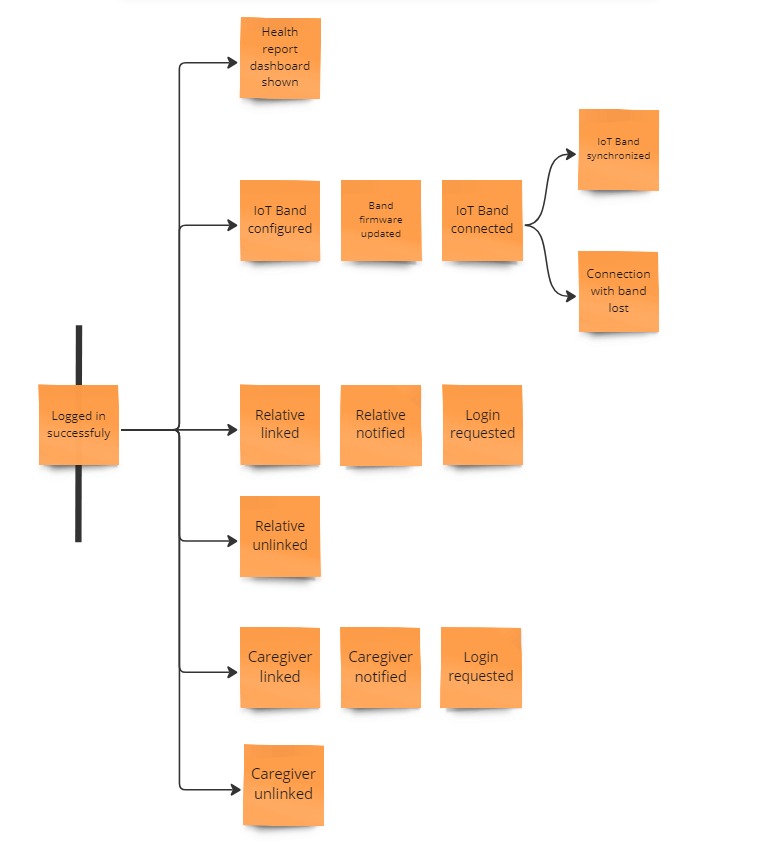 Health
report
dashboard
shown
IoT Band
synchronized
IoT Band
configured
Band
firmware
updated
IoT Band
connected
Connection
with band
lost
Logged in
successfuly
Relative
linked
Relative
notified
Login
requested
Relative
unlinked
Caregiver
linked
Caregiver
notified
Login
requested
Caregiver
unlinked